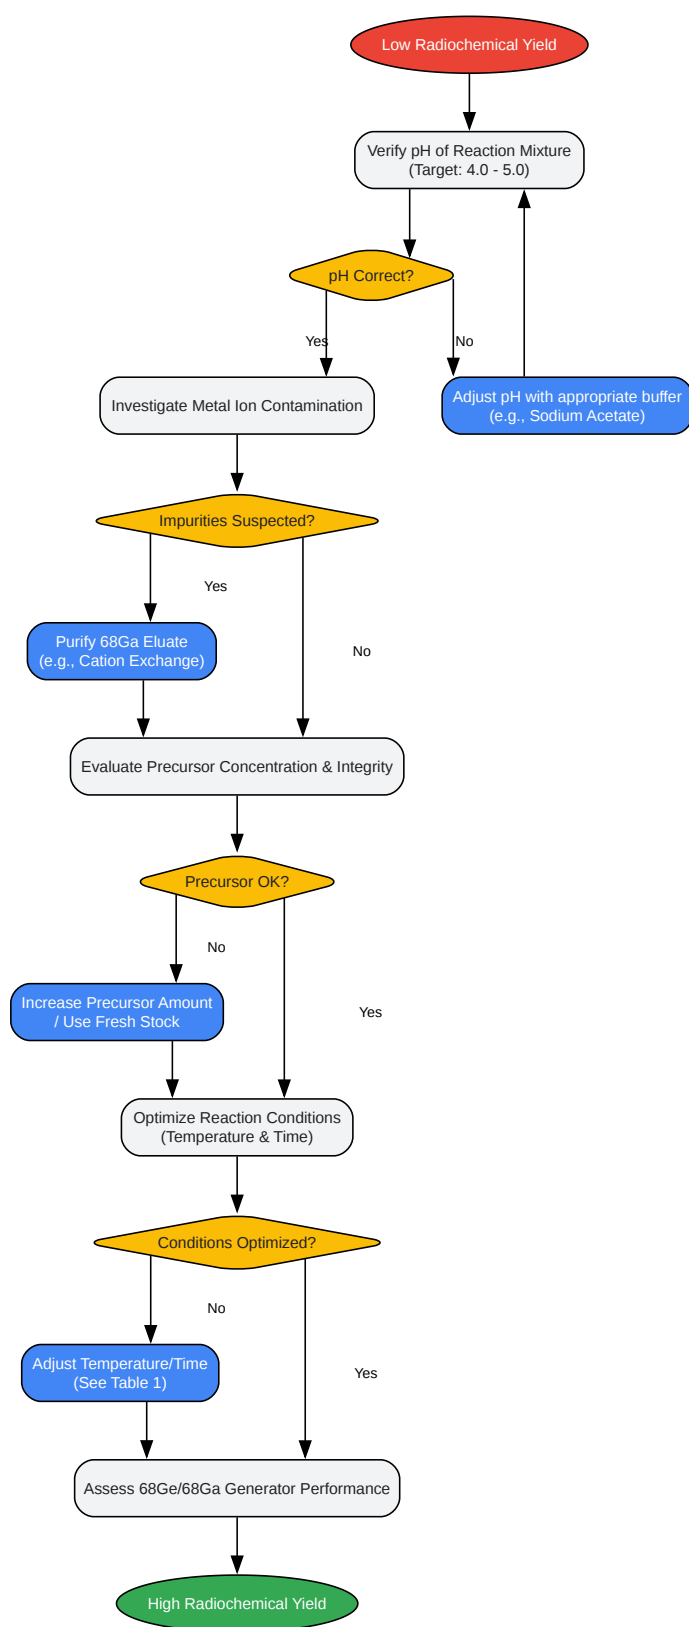 Low Radiochemical Yield
Verify pH of Reaction Mixture
(Target: 4.0 - 5.0)
pH Correct?
Yes
No
Investigate Metal Ion Contamination
Adjust pH with appropriate buffer
(e.g., Sodium Acetate)
Impurities Suspected?
Yes
Purify 68Ga Eluate
(e.g., Cation Exchange)
No
Evaluate Precursor Concentration & Integrity
Precursor OK?
No
Increase Precursor Amount
/ Use Fresh Stock
Yes
Optimize Reaction Conditions
(Temperature & Time)
Conditions Optimized?
No
Adjust Temperature/Time
(See Table 1)
Yes
Assess 68Ge/68Ga Generator Performance
High Radiochemical Yield